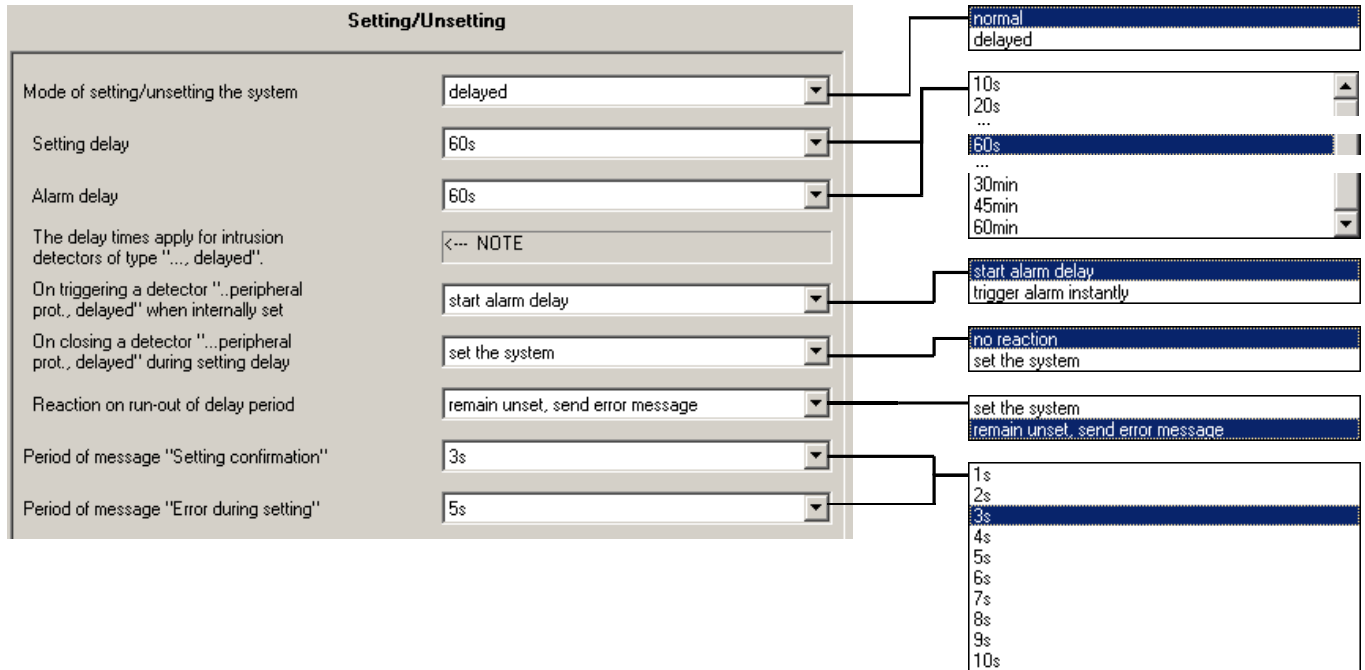 Setting/Unsetting
Mode of setting/unsetting the system
delayed
Setting delay
60s
Alarm delay
60s
The delay times apply for intrusion
detectors of type "..., delayed".
<--- NOTE
On triggering a detector "..peripheral
prot., delayed" when internally set
start alarm delay
On closing a detector "...peripheral
prot., delayed" during setting delay
set the system
Reaction on run-out of delay period
remain unset, send error message
Period of message "Setting confirmation"
3s
Period of message "Error during setting"
5s
normal
delayed
10s
20s
...
60s
...
30min
45min
60min
start alarm delay
trigger alarm instantly
no reaction
set the system
set the system
remain unset, send error message
1s
2s
3s
4s
5s
6s
7s
8s
9s
10s